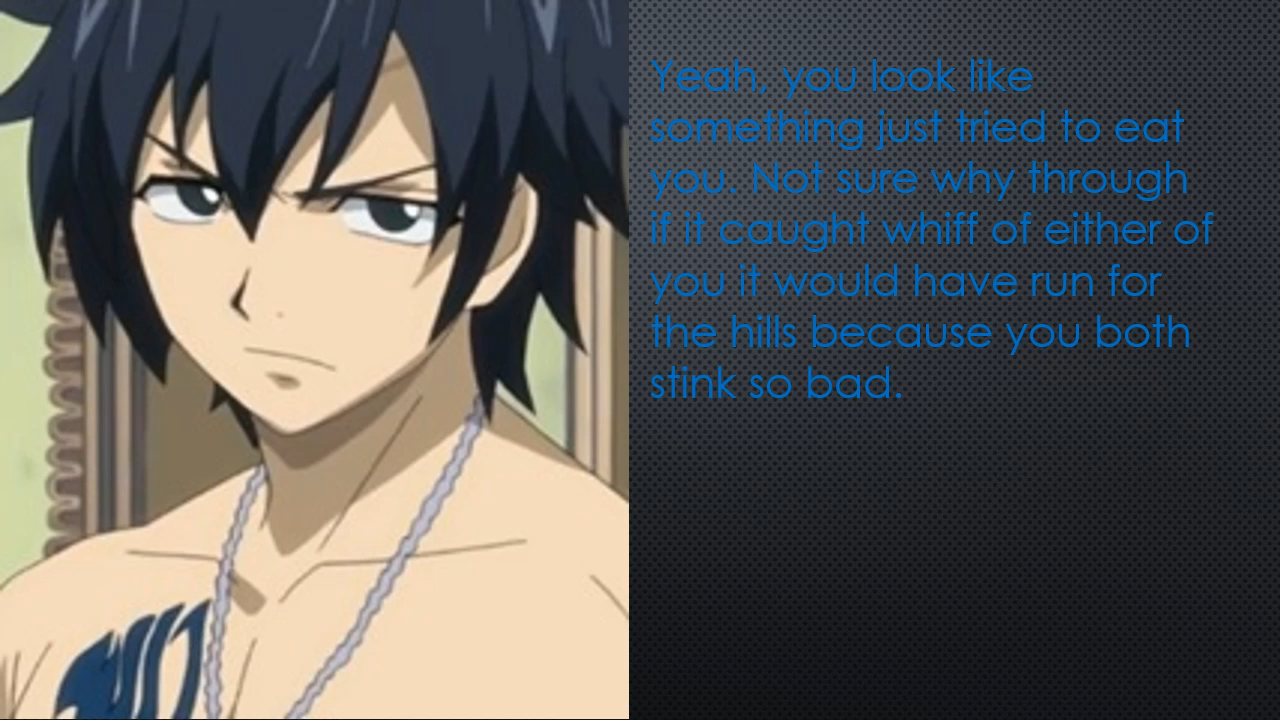 Yeah, you look like
something just tried to eat
you. Not sure why through
if it caught whiff of either of
you it would have run for
the hills because you both
stink so bad.